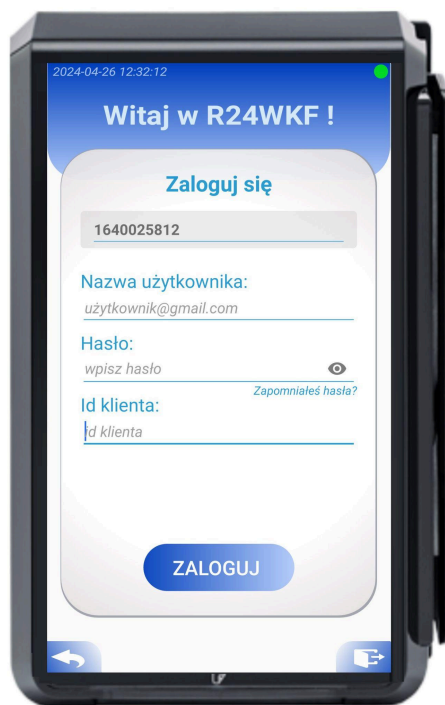 2024-04-26 12:32:12
Witaj w R24WKF !
Zaloguj się
1640025812
Nazwa użytkownika:
użytkownik@gmail.com
Hasło:
wpisz hasło
Zapomniałeś hasła?
Id klienta:
id klienta
ZALOGUJ